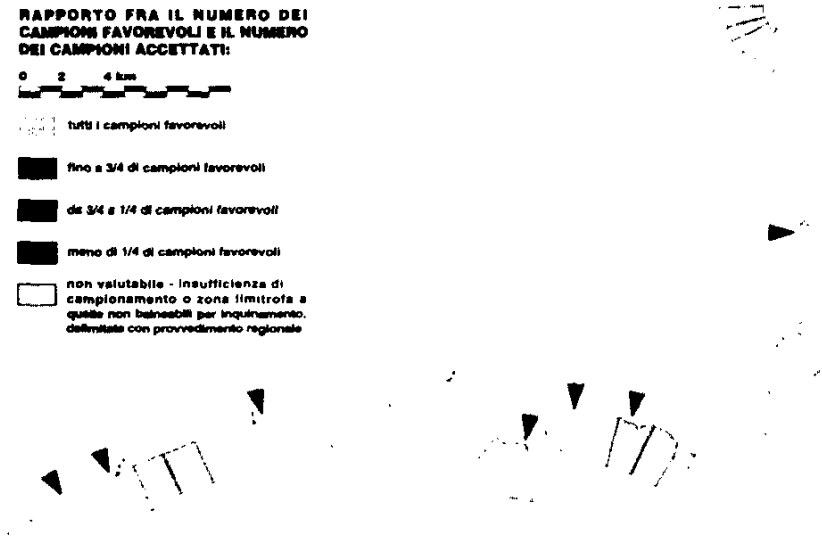 RAPPORTO FRA IL NUMERO DEI
CAMPIONI FAVOREVOLI E IL NUMERO
DEI CAMPIONI ACCETTATI:
0 2 4 km
tutti i campioni favorevoli
fino a 3/4 di campioni favorevoli
da 3/4 a 1/4 di campioni favorevoli
meno di 1/4 di campioni favorevoli
non valutabile - insufficienza di
campionamento o zona limitrofa a
quelle non balneabili per inquinamento,
delimitate con provvedimento regionale